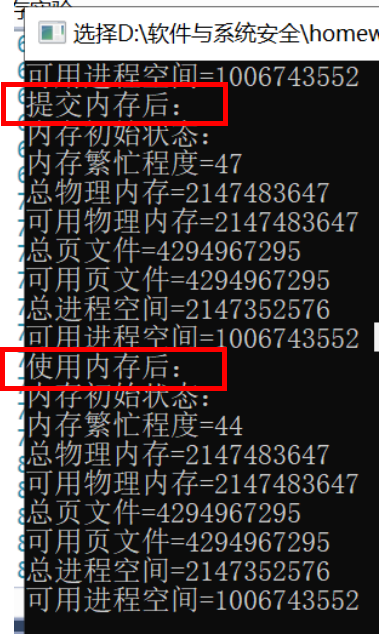 选择D:\软件与系统安全\homew
可用进程空间=1006743552
提交内存后:
内存初始状态:
内存繁忙程度=47
总物理内存=2147483647
可用物理内存=2147483647
总页文件=4294967295
可用页文件=4294967295
总进程空间=2147352576
可用进程空间=1006743552
使用内存后:
内存初始状态:
内存繁忙程度=44
总物理内存=2147483647
可用物理内存=2147483647
总页文件=4294967295
可用页文件=4294967295
总进程空间=2147352576
可用进程空间=1006743552